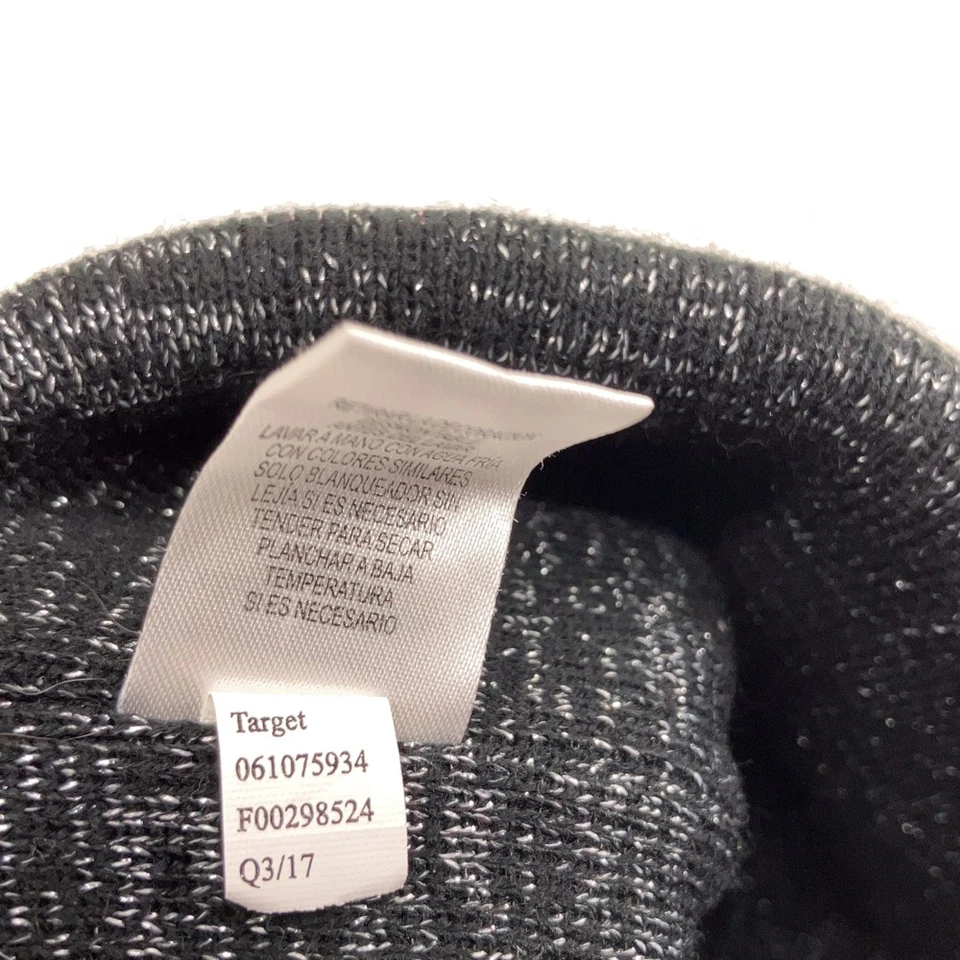 LAVAR A MANO CON AGUA FRIA
CON COLORES SIMILARES
SOLO BLANQUEADOR SIN
LEJIA SI ES NECESARIO
TENDER PARA SECAR
PLANCHAR A BAJA
TEMPERATURA
SI ES NECESARIO
Target
061075934
F00298524
Q3/17